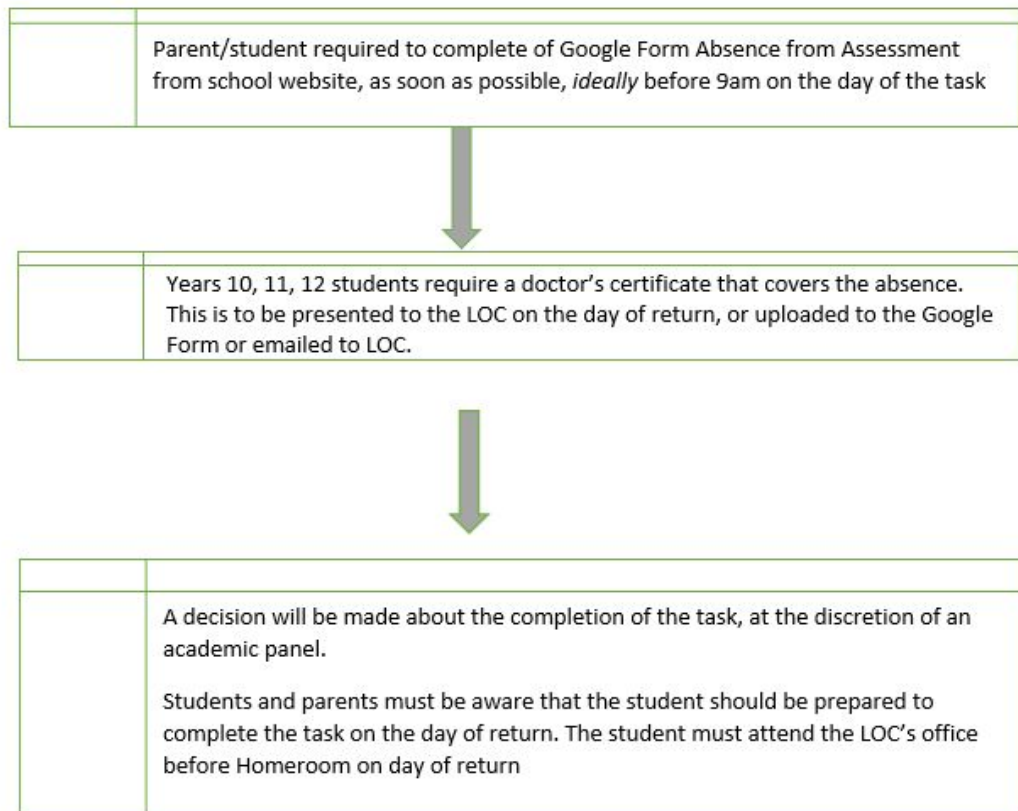 Parent/student required to complete of Google Form Absence from Assessment
from school website, as soon as possible, ideally before 9am on the day of the task
Years 10, 11, 12 students require a doctor’s certificate that covers the absence.
This is to be presented to the LOC on the day of return, or uploaded to the Google
Form or emailed to LOC.
A decision will be made about the completion of the task, at the discretion of an
academic panel.
Students and parents must be aware that the student should be prepared to
complete the task on the day of return. The student must attend the LOC’s office
before Homeroom on day of return